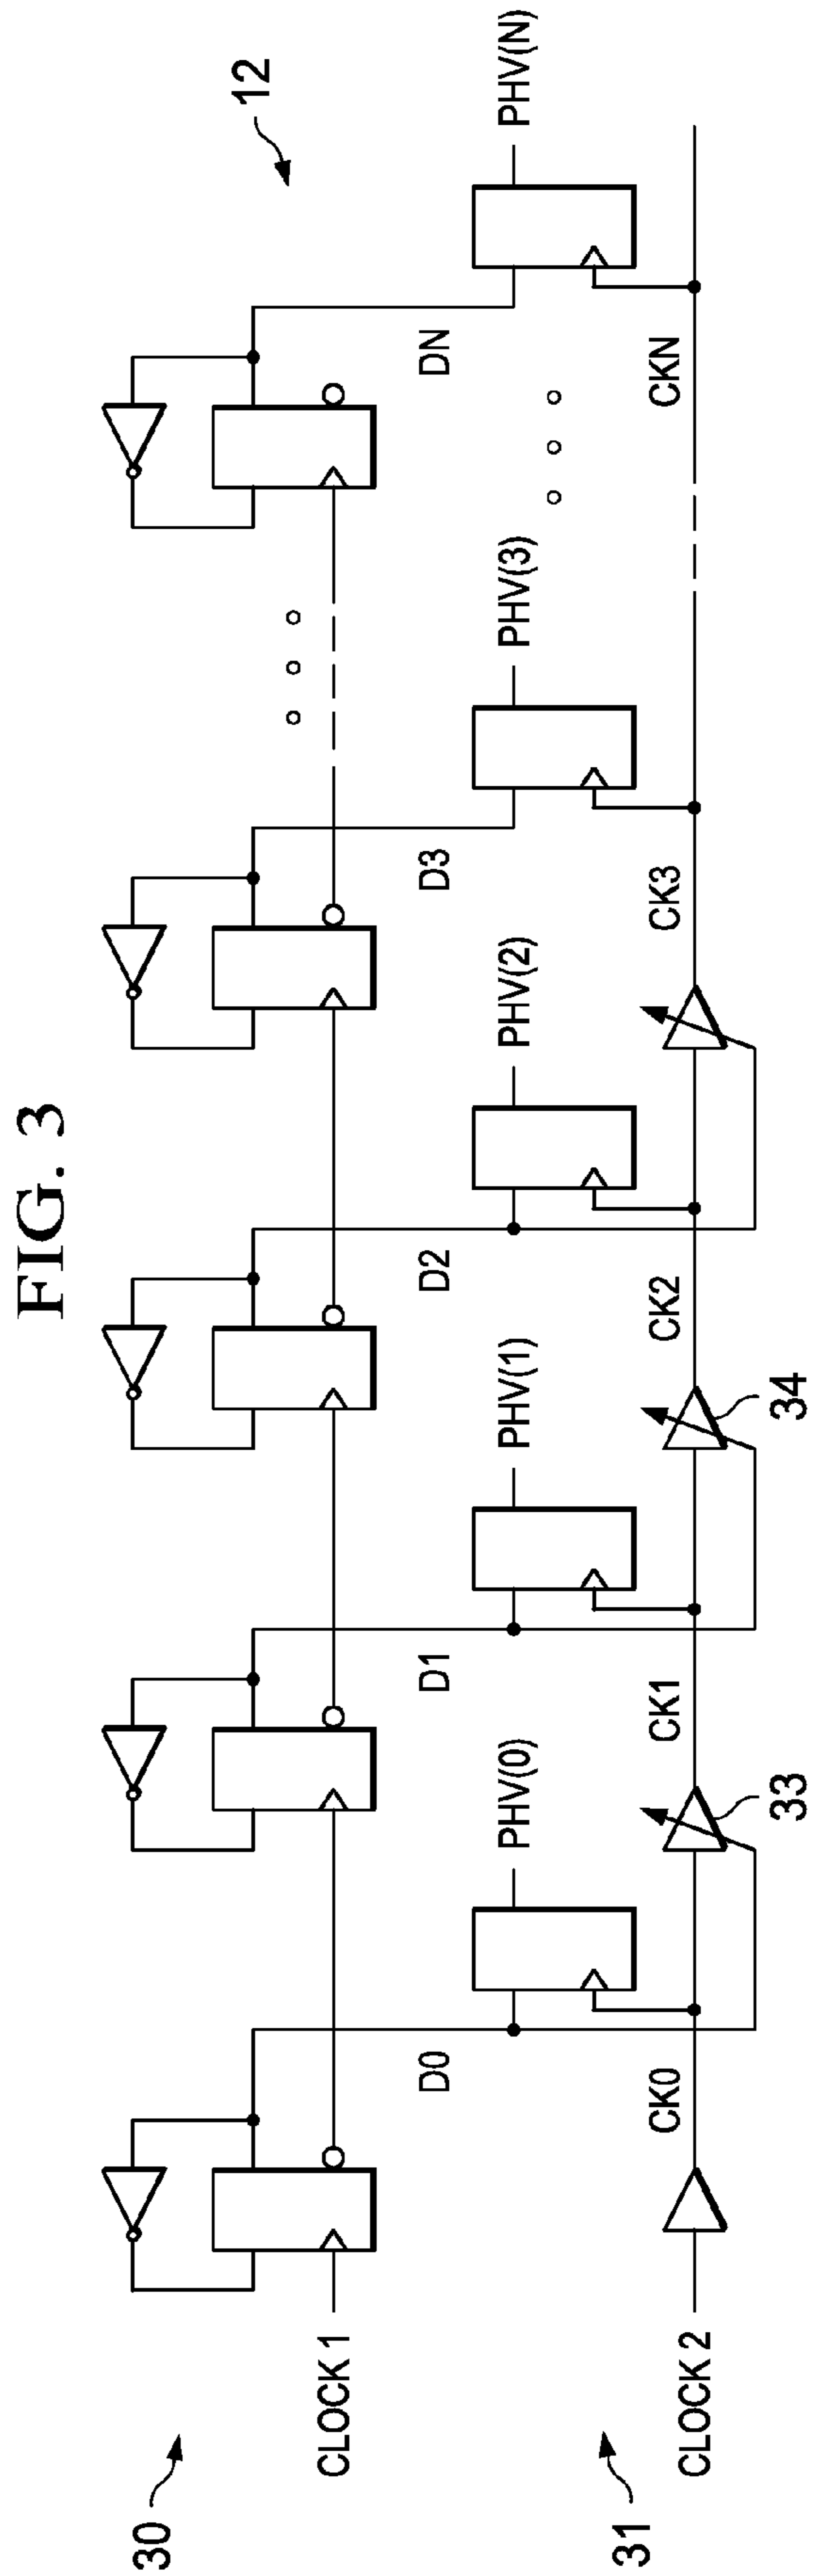 FIG. 3
30
12
CLOCK 1
D0
D1
D2
D3
DN
PHV(0)
PHV(1)
PHV(2)
PHV(3)
PHV(N)
31
CLOCK 2
CK0
CK1
CK2
CK3
CKN
33
34